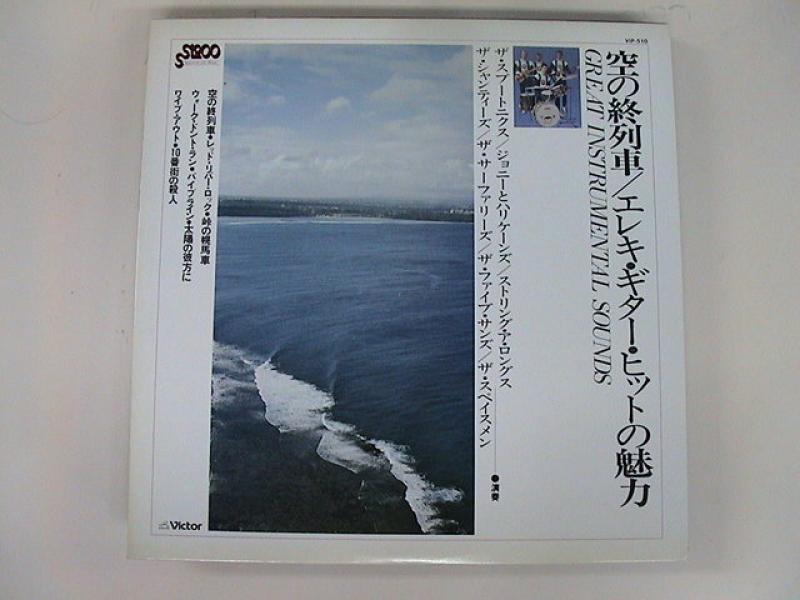 VIP-510
空の終列車/エレキ・ギター・ヒットの魅力
GREAT INSTRUMENTAL SOUNDS
ザ・スプートニクス/ジョニーとハリケーンズ/ストリング・ア・ロングス
ザ・シャンティーズ/ザ・サーファリーズ/ザ・ファイブ・サンズ/ザ・スペイスメン
●演奏
S1200
空の終列車●レッド・リバー・ロック●峠の幌馬車
ウォーク・ドント・ラン●パイプライン●太陽の彼方に
ワイプ・アウト●10番街の殺人
Victor